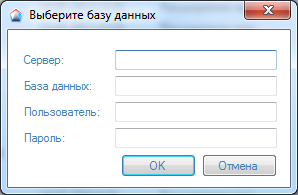 Выберите базу данных
Сервер:
База данных:
Пользователь:
Пароль:
OK Отмена